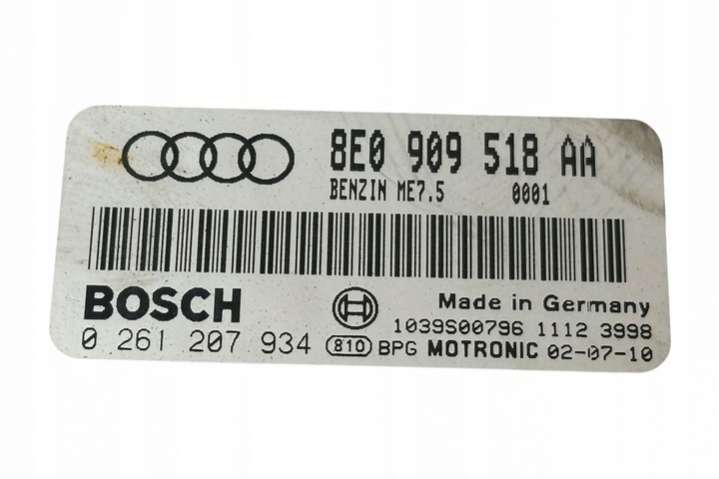 8E0 909 518 AA
BENZIN ME7.5 0001
BOSCH Made in Germany
1039S00796 1112 3998
0 261 207 934 810 BPG MOTRONIC 02-07-10